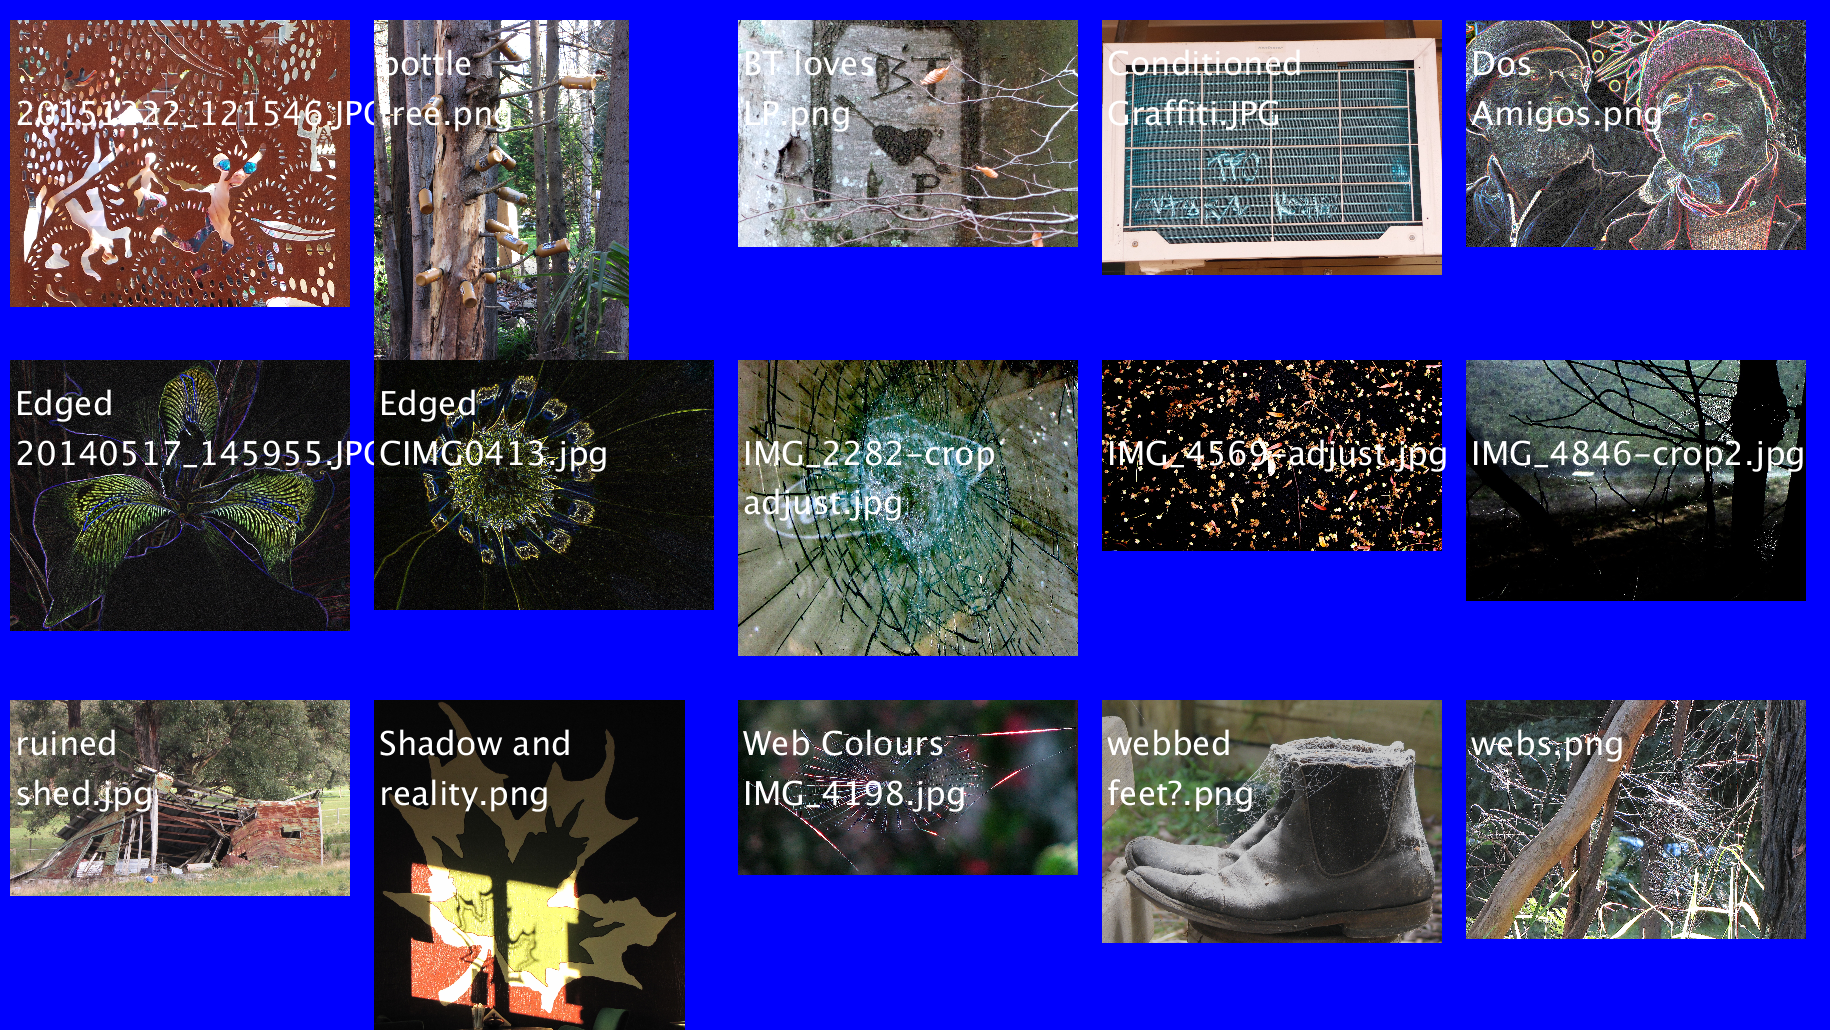 20151222_121546.JPG
bottle
tree.png
BT loves
LP.png
BT
LP
Conditioned
Graffiti.JPG
Dos
Amigos.png
Edged
20140517_145955.JPG
Edged
CIMG0413.jpg
IMG_2282-crop
adjust.jpg
IMG_4569-adjust.jpg
IMG_4846-crop2.jpg
ruined
shed.jpg
Shadow and
reality.png
Web Colours
IMG_4198.jpg
webbed
feet?.png
webs.png